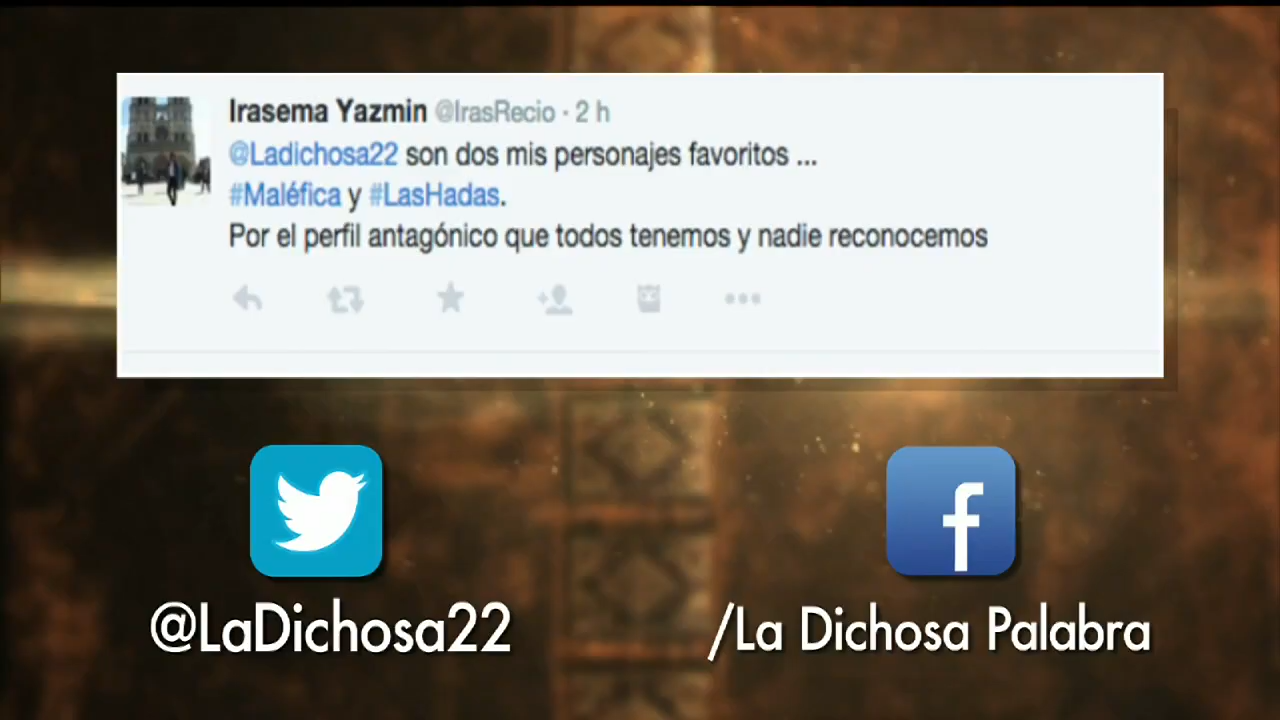 Irasema Yazmin @IrasRecio · 2 h
@Ladichosa22 son dos mis personajes favoritos ...
#Maléfica y #LasHadas.
Por el perfil antagónico que todos tenemos y nadie reconocemos
@LaDichosa22
/La Dichosa Palabra